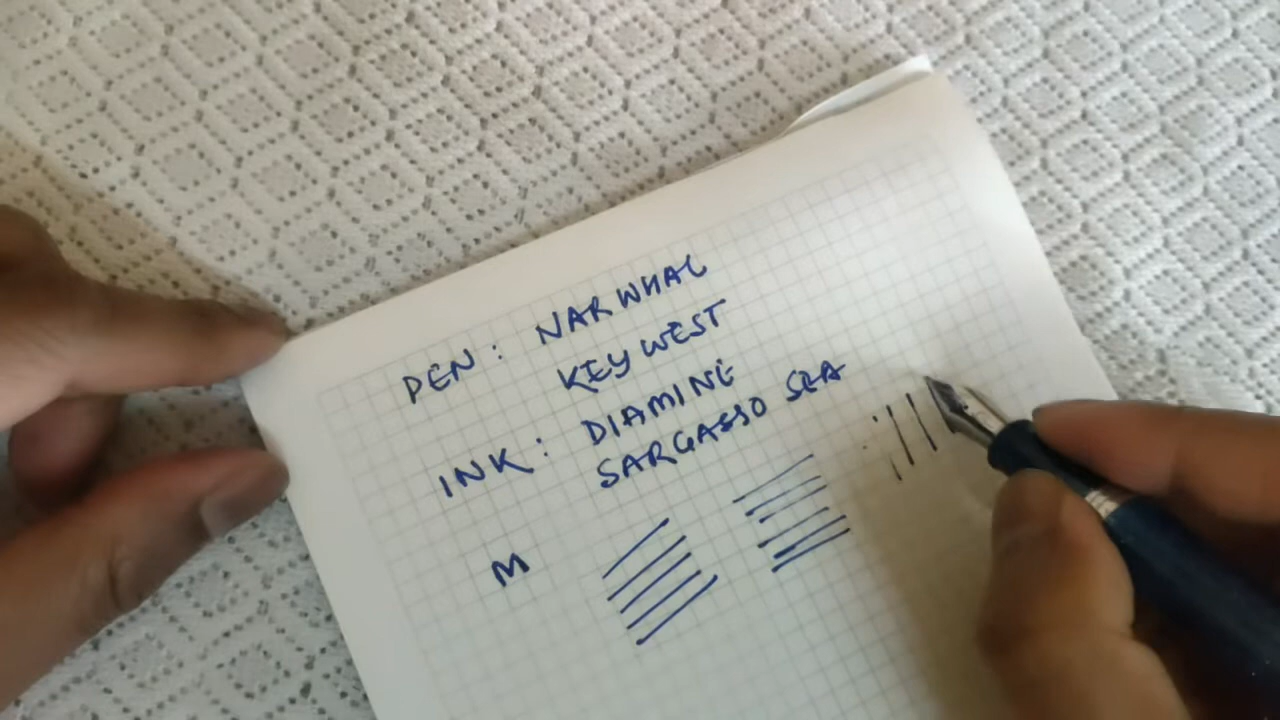 PEN: NARWHAL
KEY WEST
INK: DIAMINE
SARGASSO SEA
M